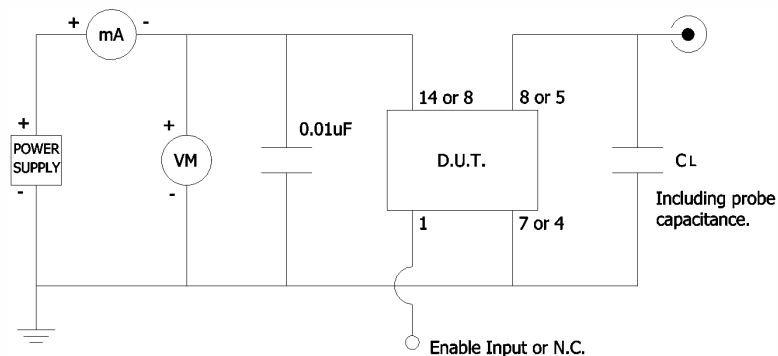 + mA -
14 or 8
8 or 5
+
POWER
SUPPLY
-
+
VM
-
0.01uF
D.U.T.
CL
Including probe
capacitance.
1
7 or 4
Enable Input or N.C.